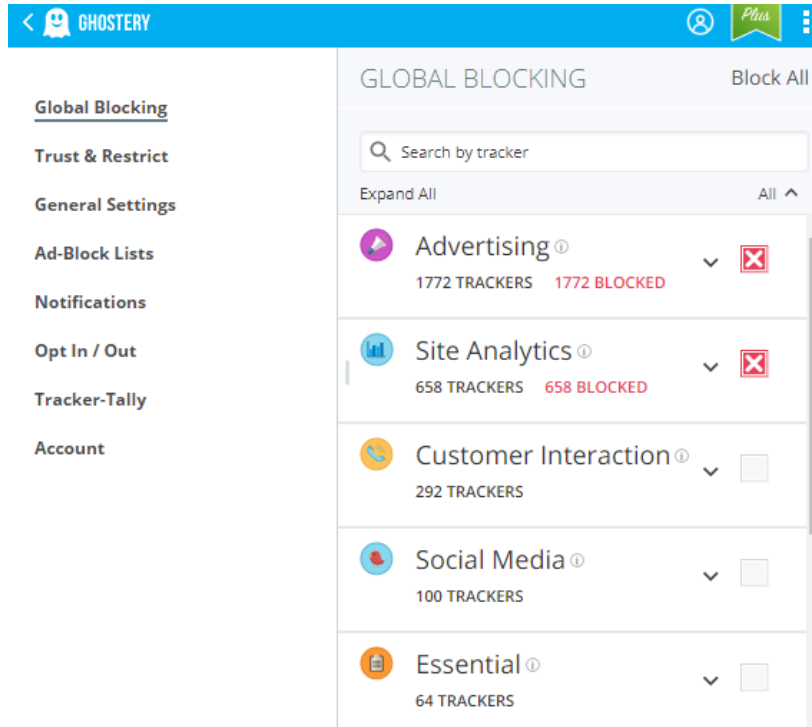 GHOSTERY
Plus
Global Blocking
Trust & Restrict
General Settings
Ad-Block Lists
Notifications
Opt In / Out
Tracker-Tally
Account
GLOBAL BLOCKING
Block All
Search by tracker
Expand All
All
Advertising
1772 TRACKERS 1772 BLOCKED
Site Analytics
658 TRACKERS 658 BLOCKED
Customer Interaction
292 TRACKERS
Social Media
100 TRACKERS
Essential
64 TRACKERS